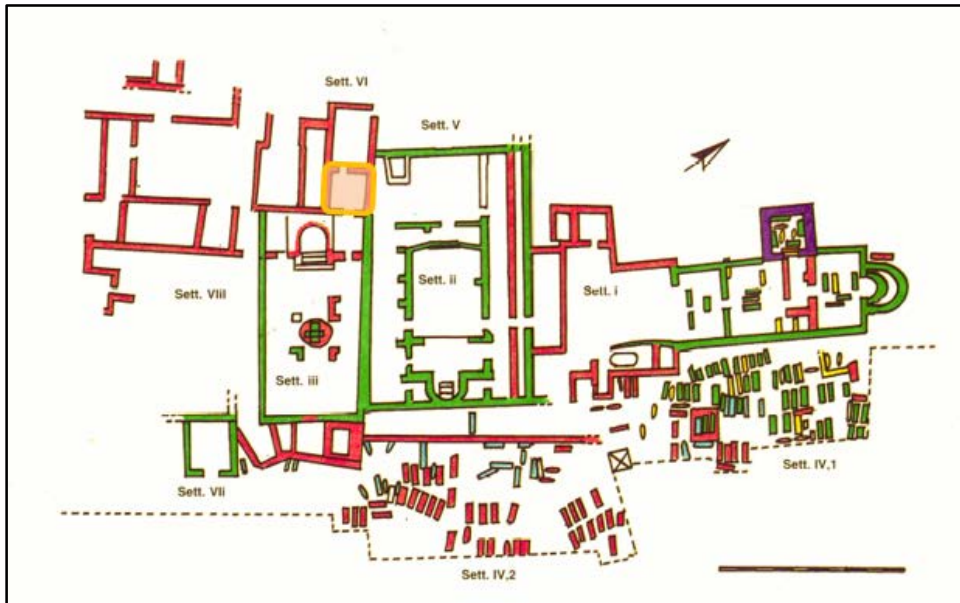 Sett. VI
Sett. V
Sett. ii
Sett. i
Sett. VIiI
Sett. iii
Sett. VIi
Sett. IV,1
Sett. IV,2